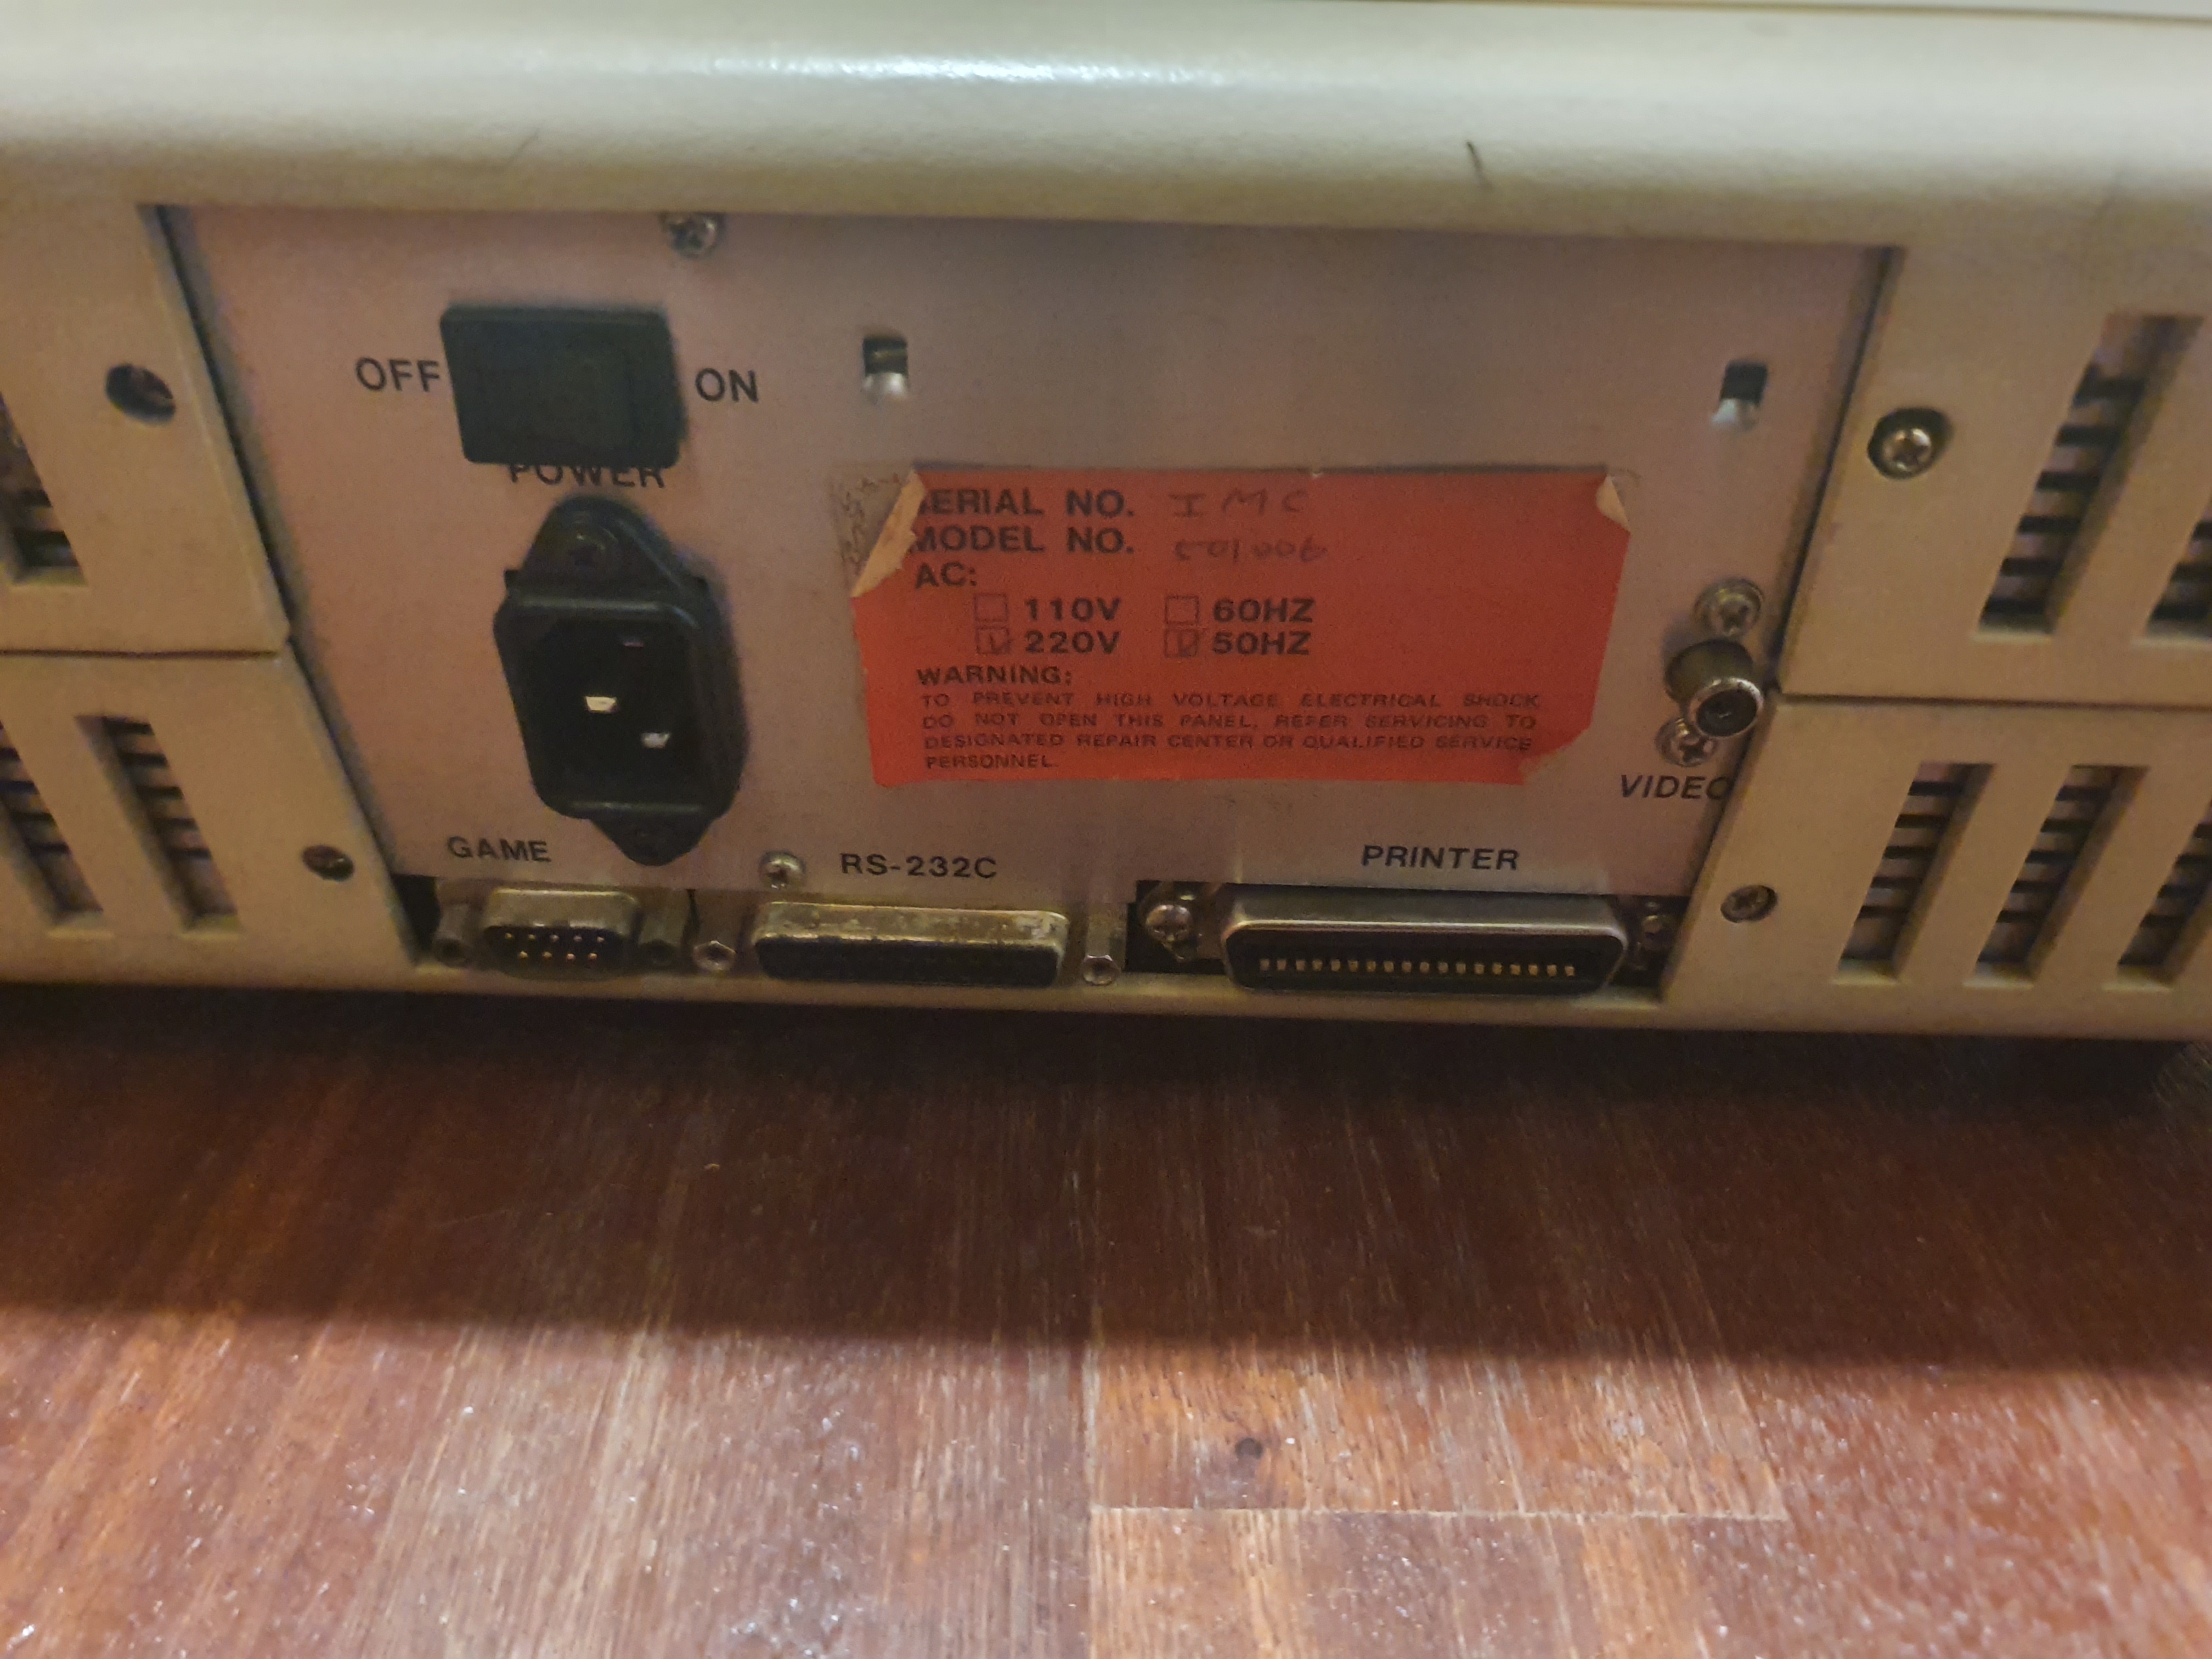 OFF ON
POWER
SERIAL NO. IMC
MODEL NO.
AC:
110V 60HZ
220V 50HZ
WARNING:
TO PREVENT HIGH VOLTAGE ELECTRICAL SHOCK
DO NOT OPEN THIS PANEL. REFER SERVICING TO
DESIGNATED REPAIR CENTER OR QUALIFIED SERVICE
PERSONNEL.
VIDEO
GAME
RS-232C
PRINTER